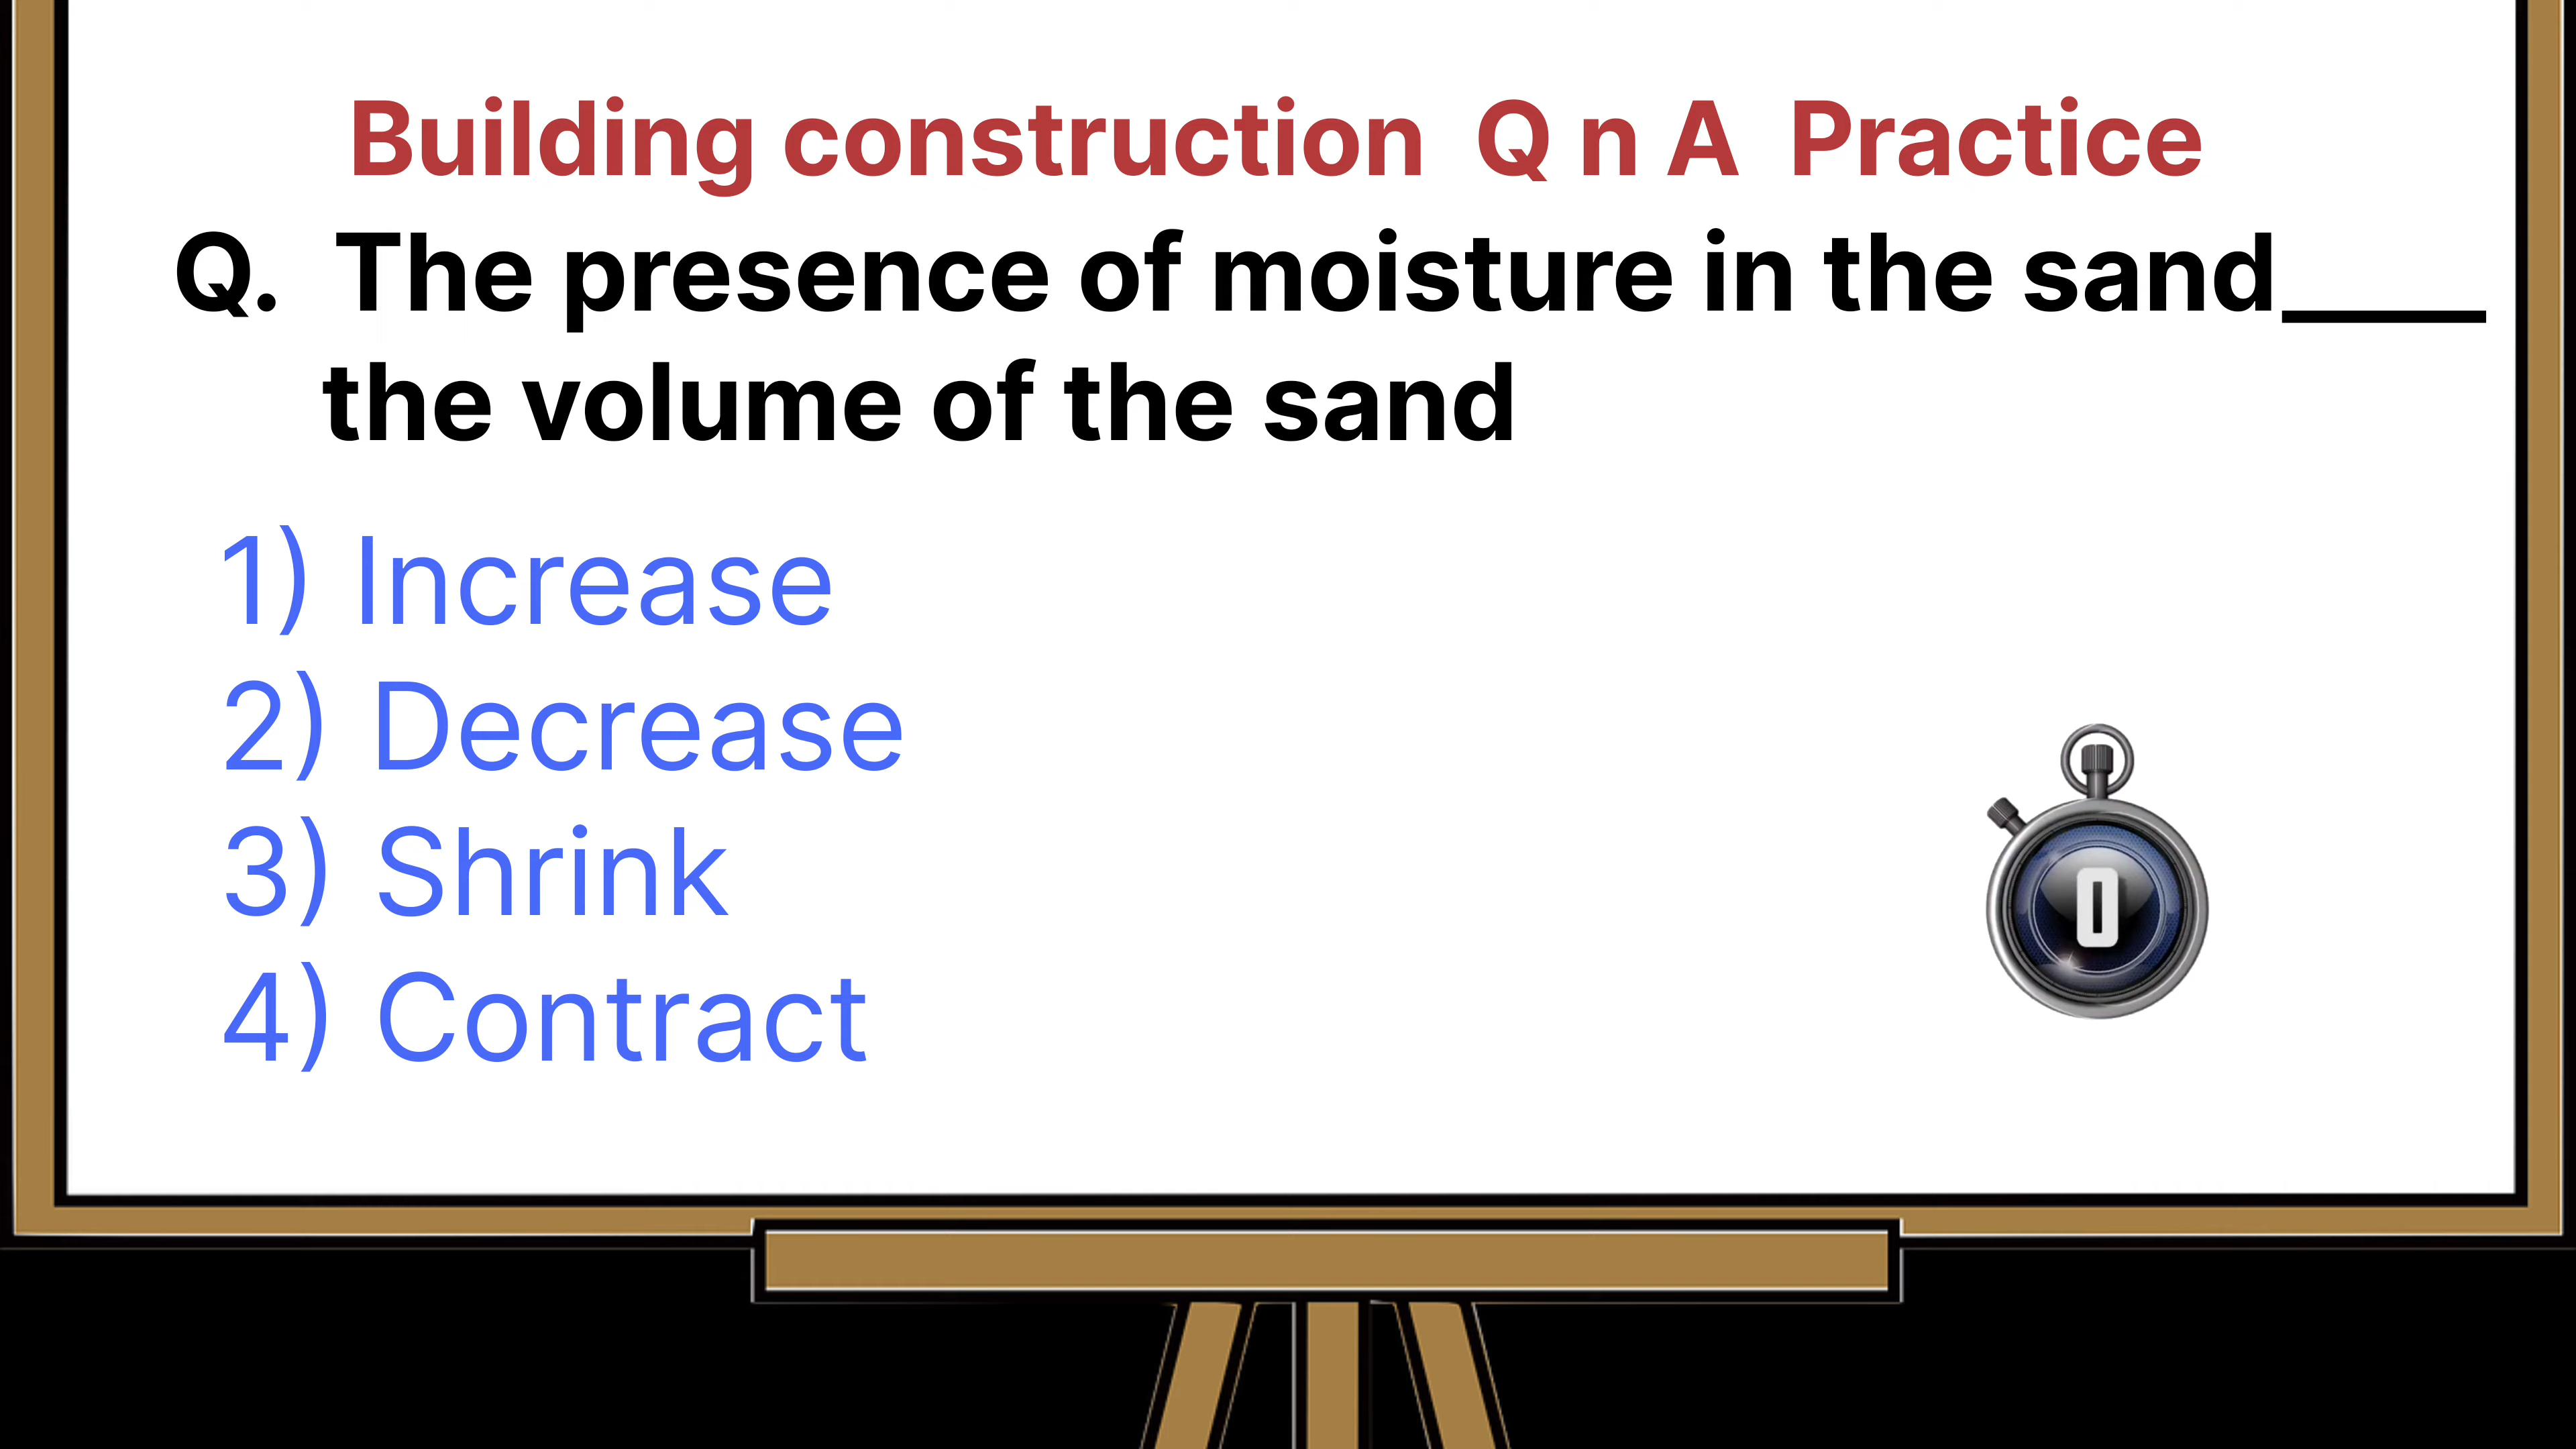 Building construction Q n A Practice
Q. The presence of moisture in the sand____
the volume of the sand
1) Increase
2) Decrease
3) Shrink
4) Contract
0